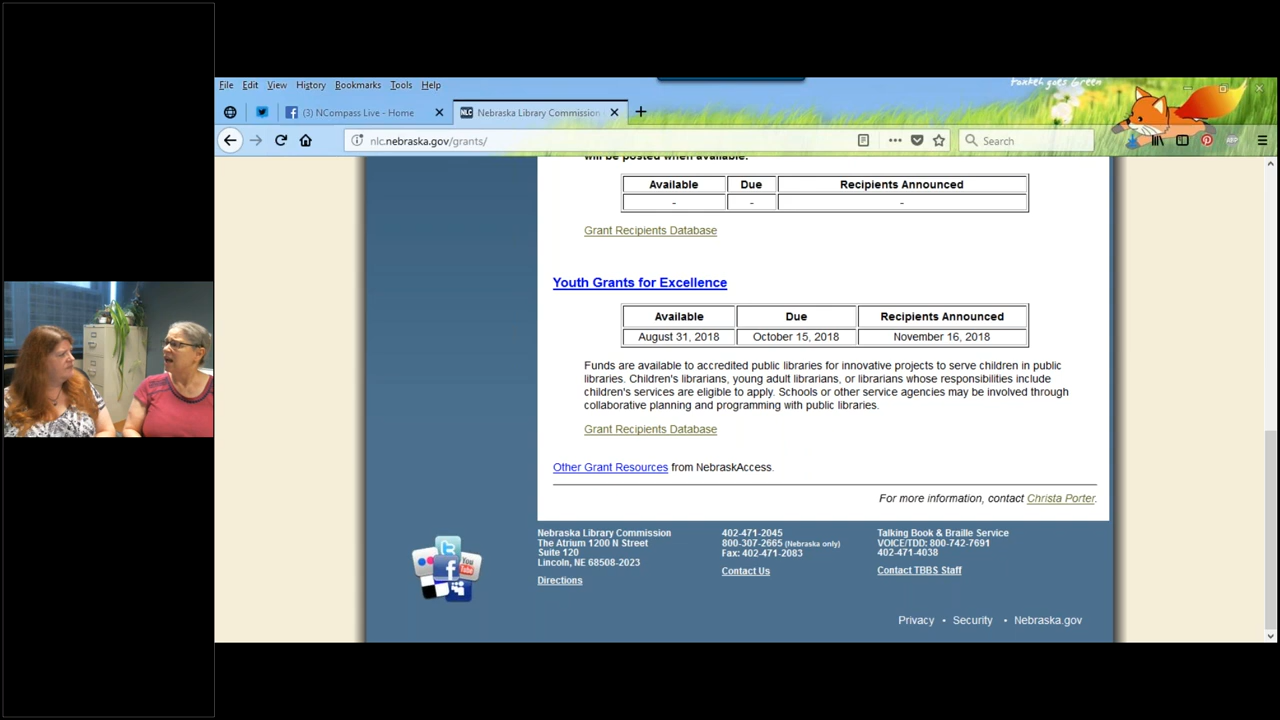 Foxkeh goes Green
File Edit View History Bookmarks Tools Help
(3) NCompass Live - Home
NLC Nebraska Library Commission
nlc.nebraska.gov/grants/
Search
will be posted when available.
Available Due Recipients Announced
- - -
Grant Recipients Database
Youth Grants for Excellence
Available Due Recipients Announced
August 31, 2018 October 15, 2018 November 16, 2018
Funds are available to accredited public libraries for innovative projects to serve children in public
libraries. Children's librarians, young adult librarians, or librarians whose responsibilities include
children's services are eligible to apply. Schools or other service agencies may be involved through
collaborative planning and programming with public libraries.
Grant Recipients Database
Other Grant Resources from NebraskAccess.
For more information, contact Christa Porter.
Nebraska Library Commission
The Atrium 1200 N Street
Suite 120
Lincoln, NE 68508-2023
Directions
402-471-2045
800-307-2665 (Nebraska only)
Fax: 402-471-2083
Contact Us
Talking Book & Braille Service
VOICE/TDD: 800-742-7691
402-471-4038
Contact TBBS Staff
You
Privacy • Security • Nebraska.gov